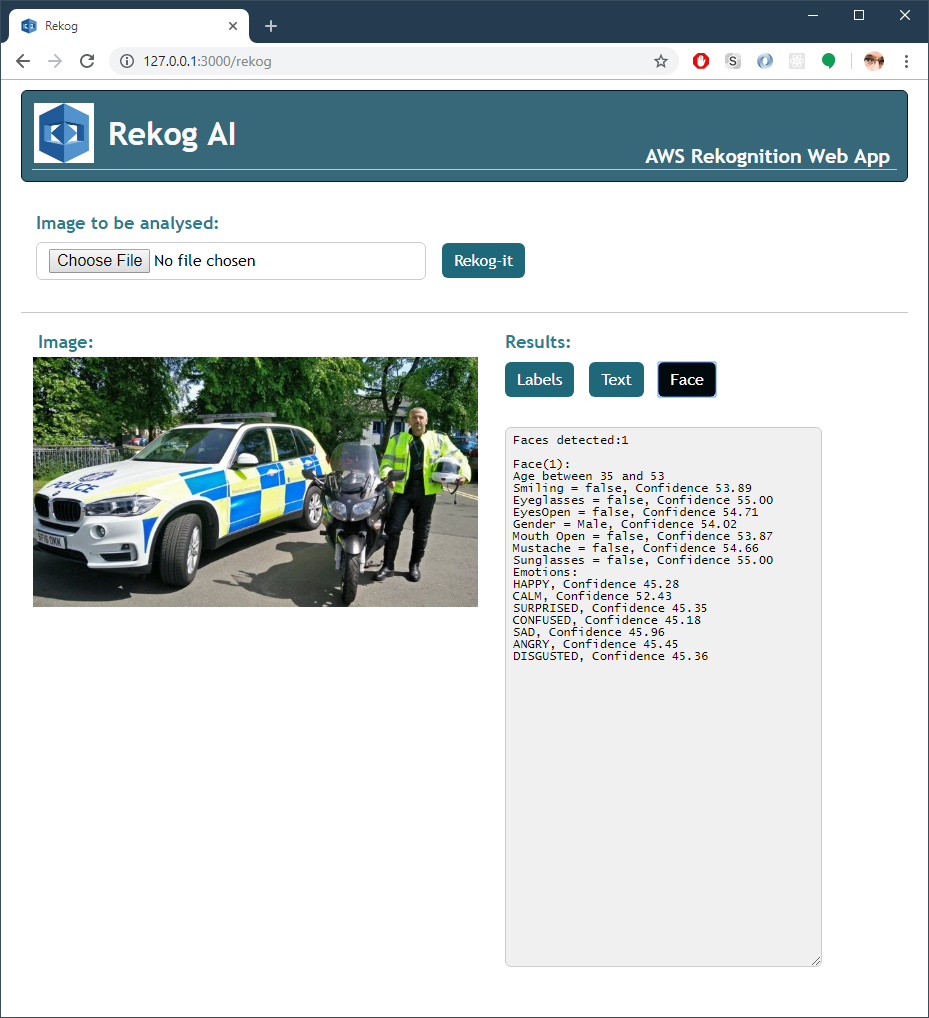 Rekog
127.0.0.1:3000/rekog
S
Rekog AI
AWS Rekognition Web App
Image to be analysed:
Choose File No file chosen
Rekog-it
Image:
POLICE
Results:
Labels
Text
Face
Faces detected:1
Face(1):
Age between 35 and 53
Smiling = false, Confidence 53.89
Eyeglasses = false, Confidence 55.00
EyesOpen = false, Confidence 54.71
Gender = Male, Confidence 54.02
Mouth Open = false, Confidence 53.87
Mustache = false, Confidence 54.66
Sunglasses = false, Confidence 55.00
Emotions:
HAPPY, Confidence 45.28
CALM, Confidence 52.43
SURPRISED, Confidence 45.35
CONFUSED, Confidence 45.18
SAD, Confidence 45.96
ANGRY, Confidence 45.45
DISGUSTED, Confidence 45.36